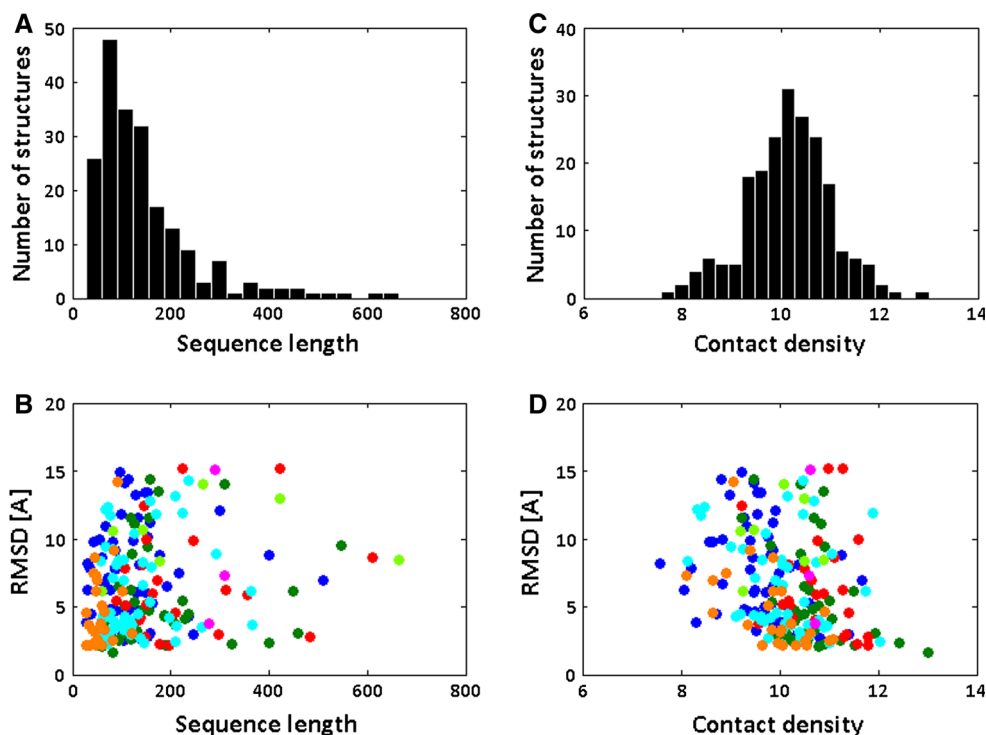 A
Number of structures
50
40
30
20
10
0
0 200 400 600 800
Sequence length
C
Number of structures
40
30
20
10
0
6 8 10 12 14
Contact density
B
RMSD [A]
20
15
10
5
0
0 200 400 600 800
Sequence length
D
RMSD [A]
20
15
10
5
0
6 8 10 12 14
Contact density